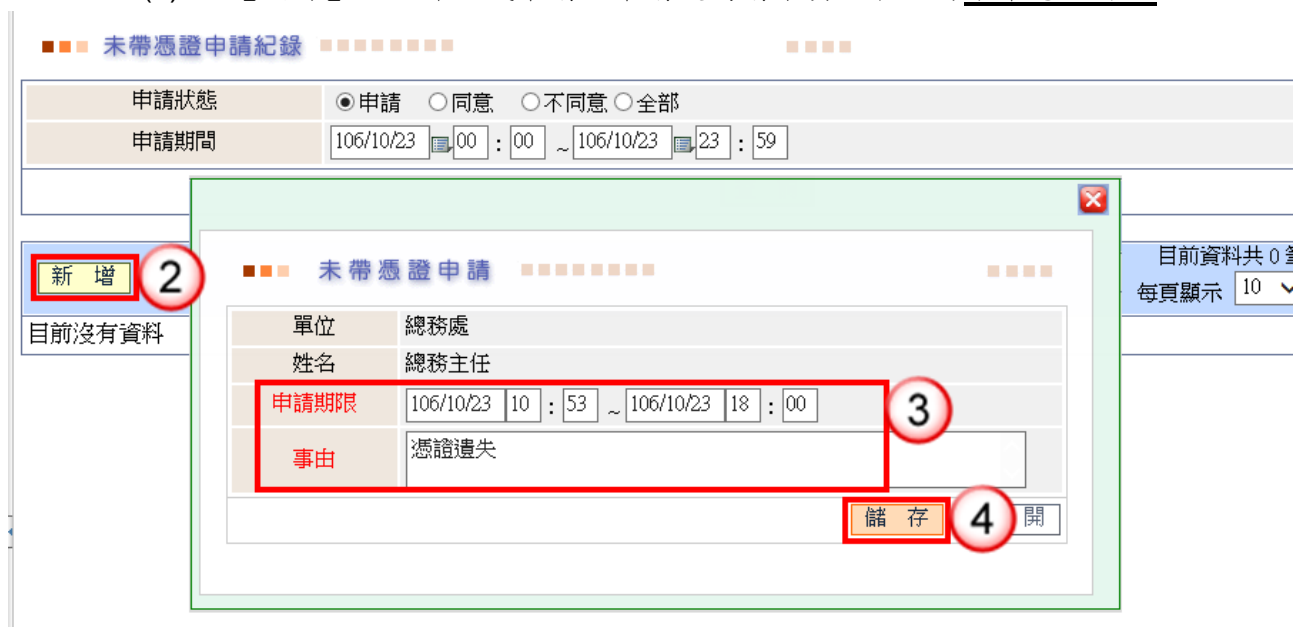 未帶憑證申請紀錄
申請狀態 申請 同意 不同意 全部
申請期間 106/10/23 00 : 00 ~ 106/10/23 23 : 59
新 增 2
目前資料共 0
每頁顯示 10
目前沒有資料
未帶憑證申請
單位 總務處
姓名 總務主任
申請期限 106/10/23 10 : 53 ~ 106/10/23 18 : 00 3
事由 憑證遺失
儲 存 4 開